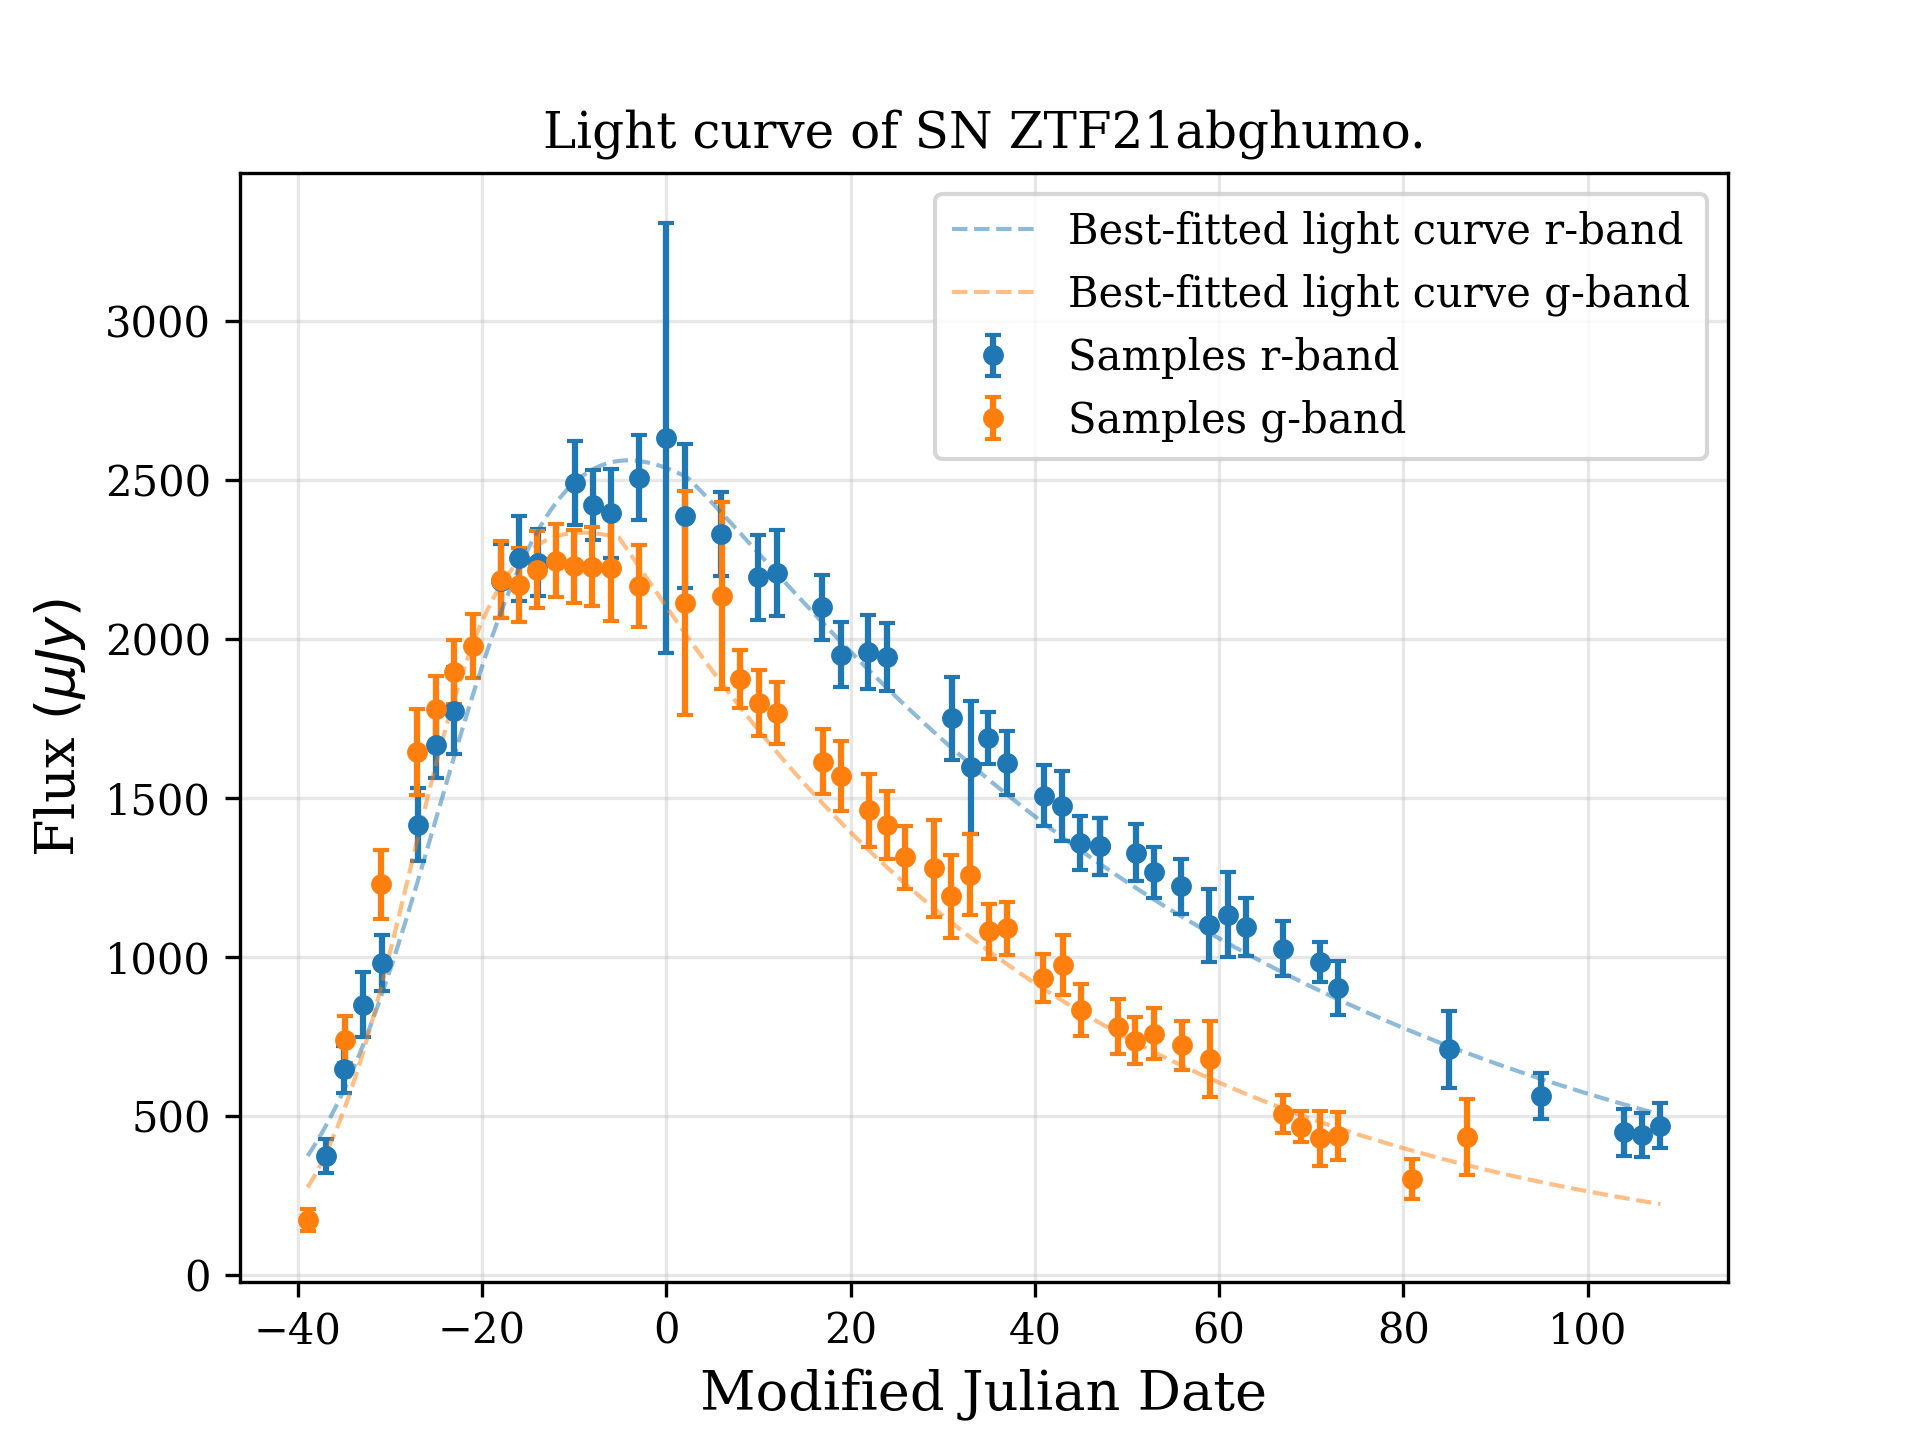 Light curve of SN ZTF21abghumo.
Best-fitted light curve r-band
Best-fitted light curve g-band
Samples r-band
Samples g-band
Flux (μJy)
3000
2500
2000
1500
1000
500
0
−40 −20 0 20 40 60 80 100
Modified Julian Date